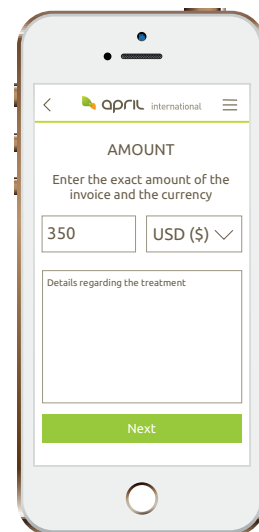 april international
AMOUNT
Enter the exact amount of the
invoice and the currency
350
USD ($)
Details regarding the treatment
Next